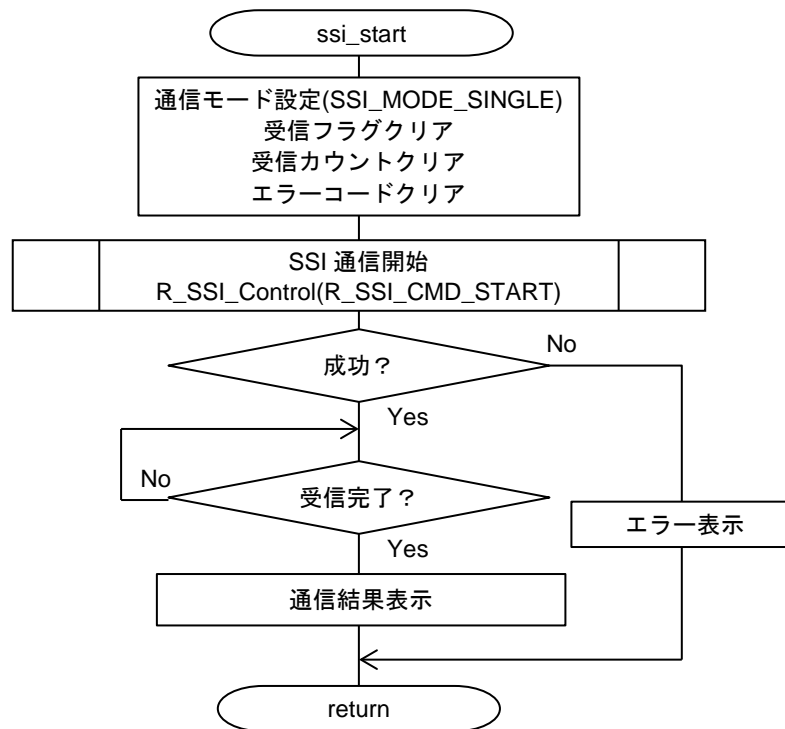 ssi_start
通信モード設定(SSI_MODE_SINGLE)
受信フラグクリア
受信カウントクリア
エラーコードクリア
SSI 通信開始
R_SSI_Control(R_SSI_CMD_START)
成功？
No
Yes
No
受信完了？
エラー表示
Yes
通信結果表示
return